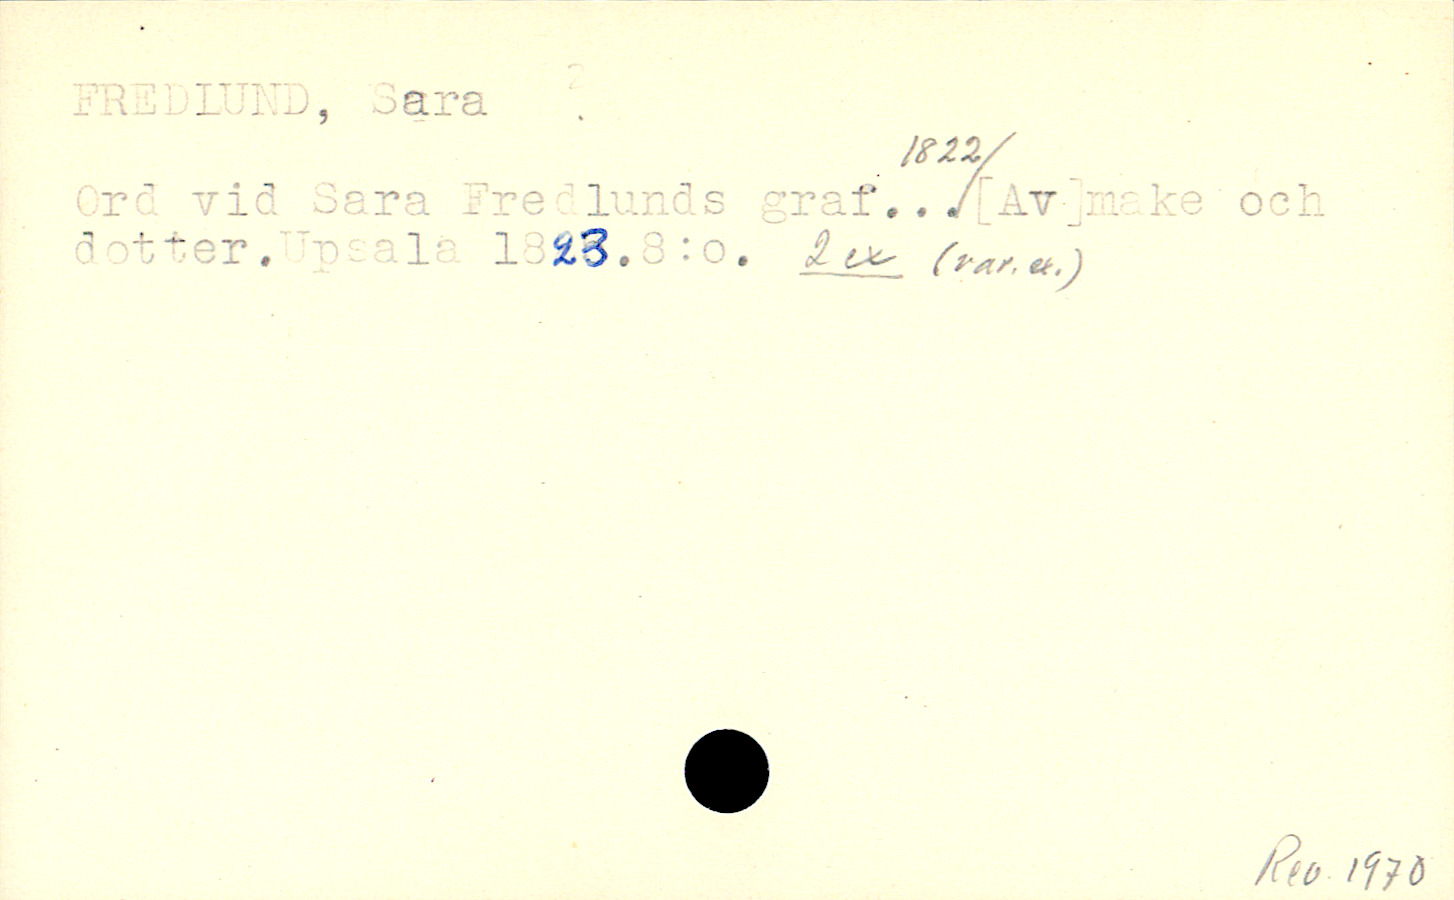 FREDLUND, Sara
1822/
Ord vid Sara Fredlunds graf... [Av]make och
dotter.Upsala 1823.8:o. 2 ex (var.ex.)
Rev. 1970